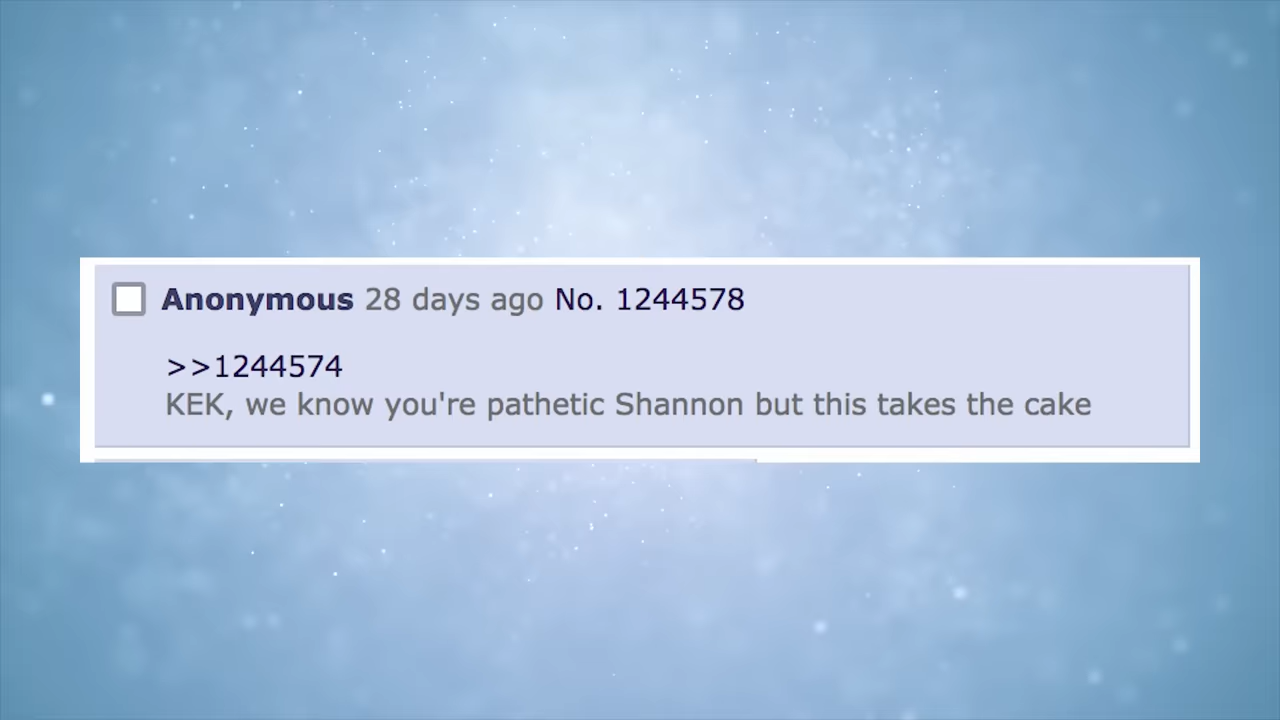 Anonymous 28 days ago No. 1244578
>>1244574
KEK, we know you're pathetic Shannon but this takes the cake